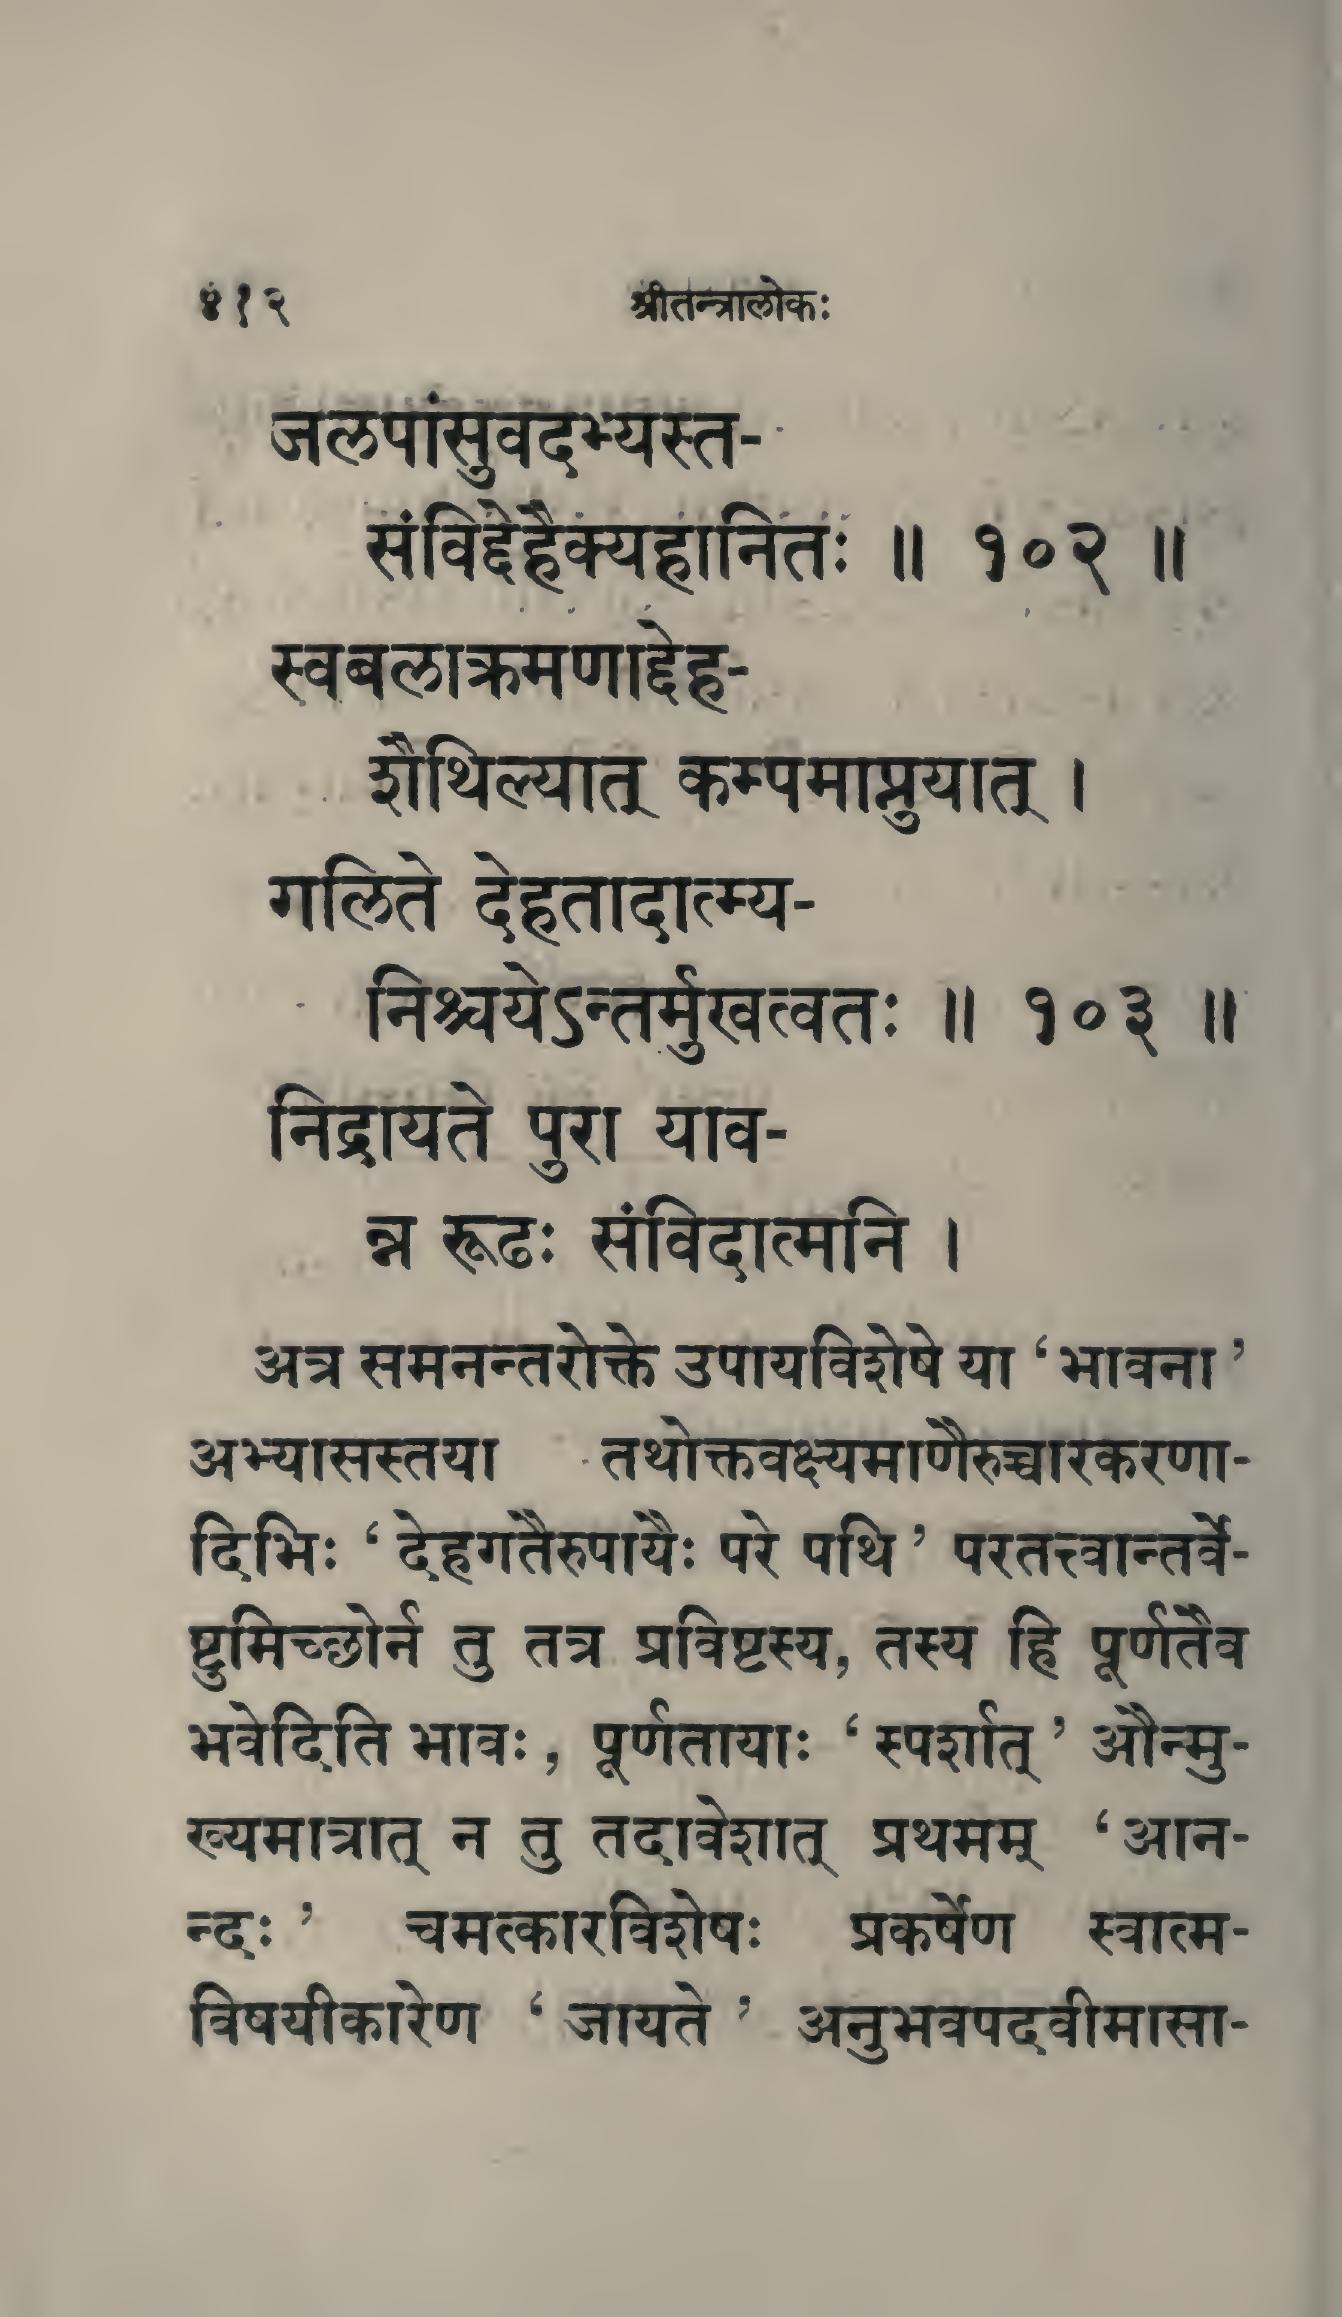 ४१२ श्रीतन्त्रालोकः
जलपांसुवदभ्यस्त-
संविद्देहैक्यहानितः ॥ १०२ ॥
स्वबलाक्रमणाद्देह-
शैथिल्यात् कम्पमाप्नुयात् ।
गलिते देहतादात्म्य-
निश्चयेऽन्तर्मुखत्वतः ॥ १०३ ॥
निद्रायते पुरा याव-
न्न रूढः संविदात्मनि ।
अत्र समनन्तरोक्ते उपायविशेषे या ‘भावना’
अभ्यासस्तया तथोक्तवक्ष्यमाणैरुच्चारकरणा-
दिभिः ‘देहगतैरुपायैः परे पथि’ परतत्त्वान्तर्वे-
ष्टुमिच्छोर्न तु तत्र प्रविष्टस्य, तस्य हि पूर्णतैव
भवेदिति भावः, पूर्णतायाः ‘स्पर्शात्’ औन्मु-
ख्यमात्रात् न तु तदावेशात् प्रथमम् ‘आन-
न्दः’ चमत्कारविशेषः प्रकर्षेण स्वात्म-
विषयीकारेण ‘जायते’ अनुभवपदवीमासा-